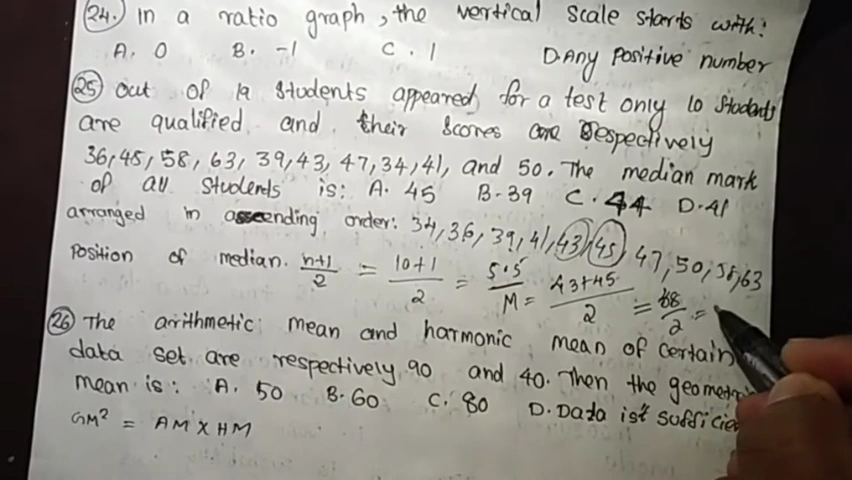 24. In a ratio graph, the vertical scale starts with:
A. 0 B. -1 C. 1 D. Any positive number
25 Out of 19 students appeared for a test only 10 students
are qualified and their scores are respectively
36, 45, 58, 63, 39, 43, 47, 34, 41, and 50. The median mark
of all students is: A. 45 B. 39 C. 44 D. 41
arranged in ascending order: 34, 36, 39, 41, 43, 45, 47, 50, 58, 63
Position of median. n+1/2 = 10+1/2 = 5.5
M = 43+45/2 = 88/2 =
26 The arithmetic mean and harmonic mean of certain
data set are respectively 90 and 40. Then the geometric
mean is: A. 50 B. 60 C. 80 D. Data is
GM² = AM X HM